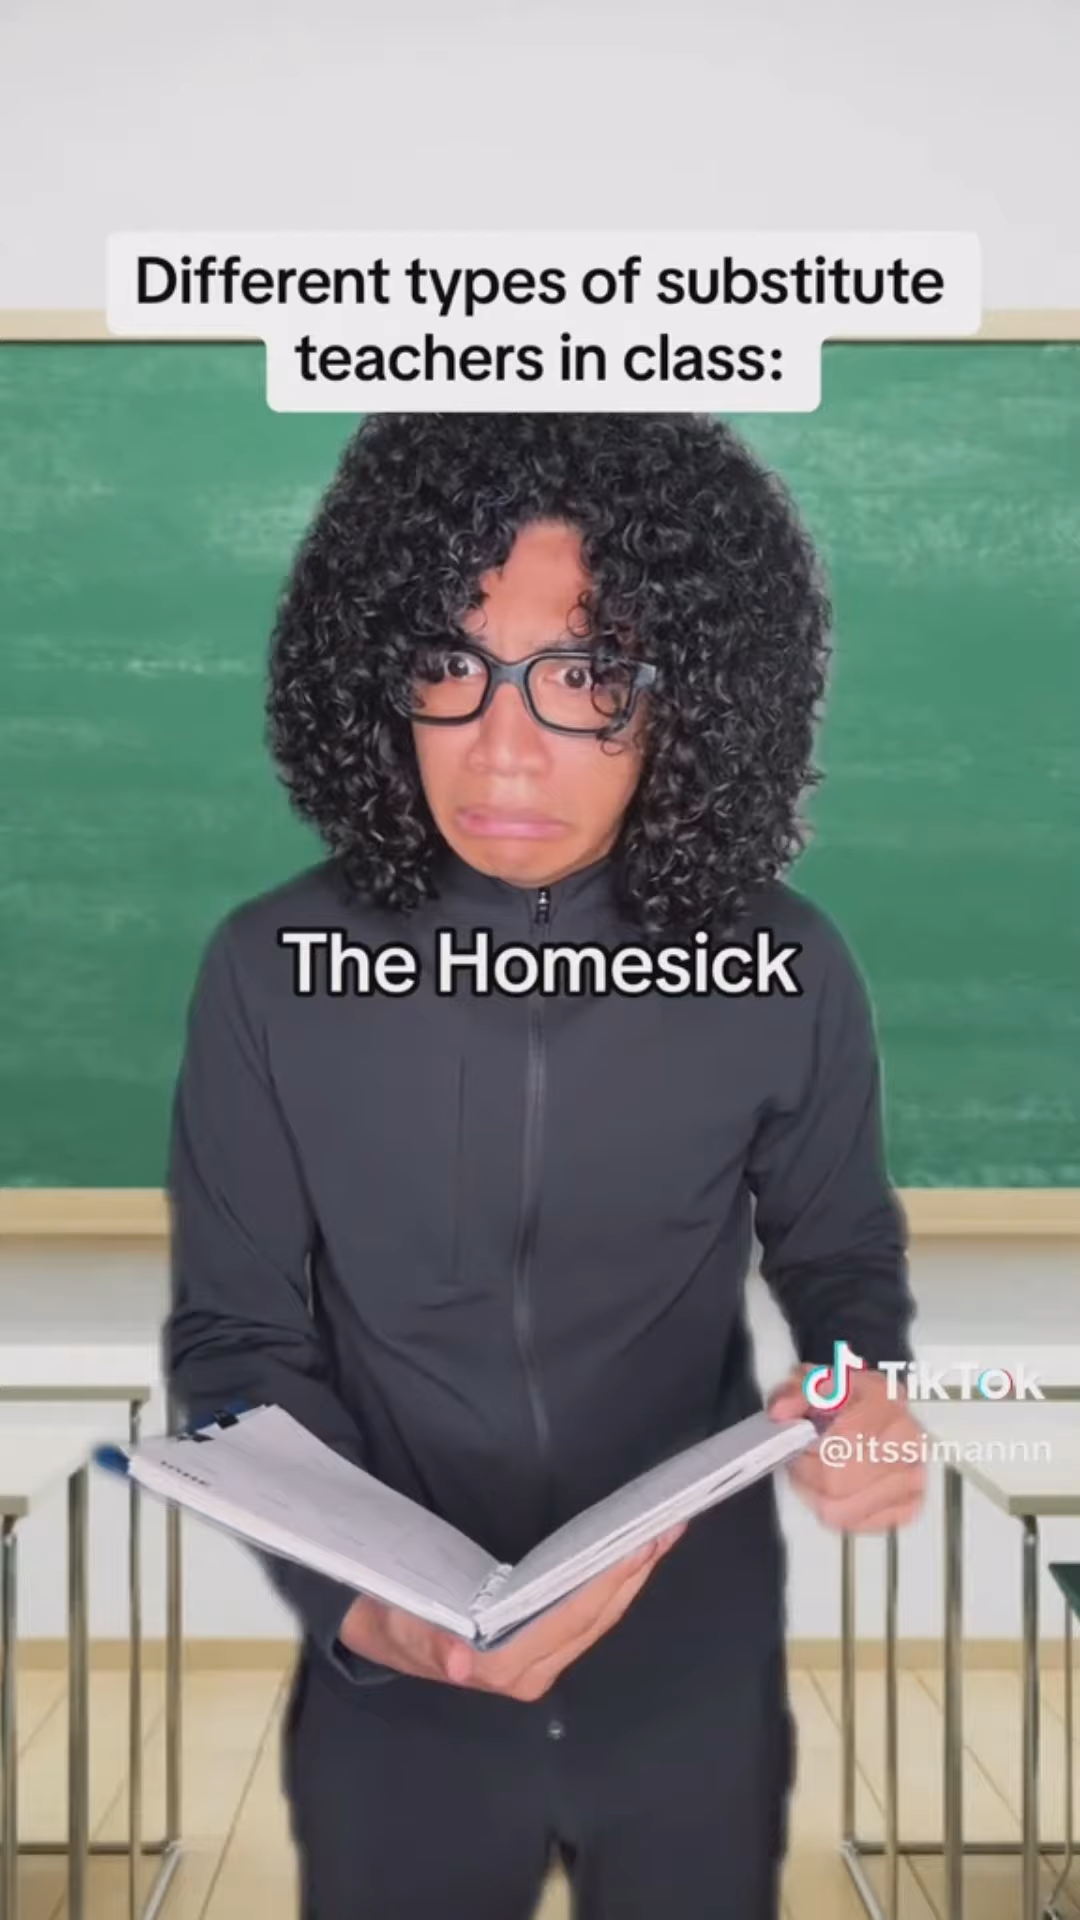 Different types of substitute
teachers in class:
The Homesick
TikTok
@itssimannn